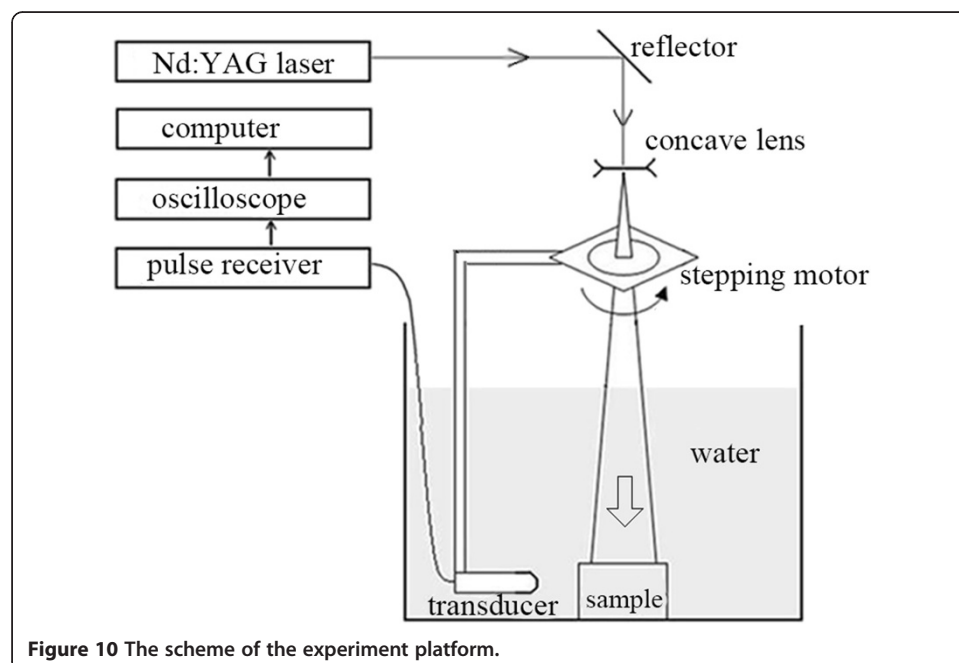 Nd:YAG laser
reflector
computer
concave lens
oscilloscope
pulse receiver
stepping motor
water
transducer
sample
Figure 10 The scheme of the experiment platform.